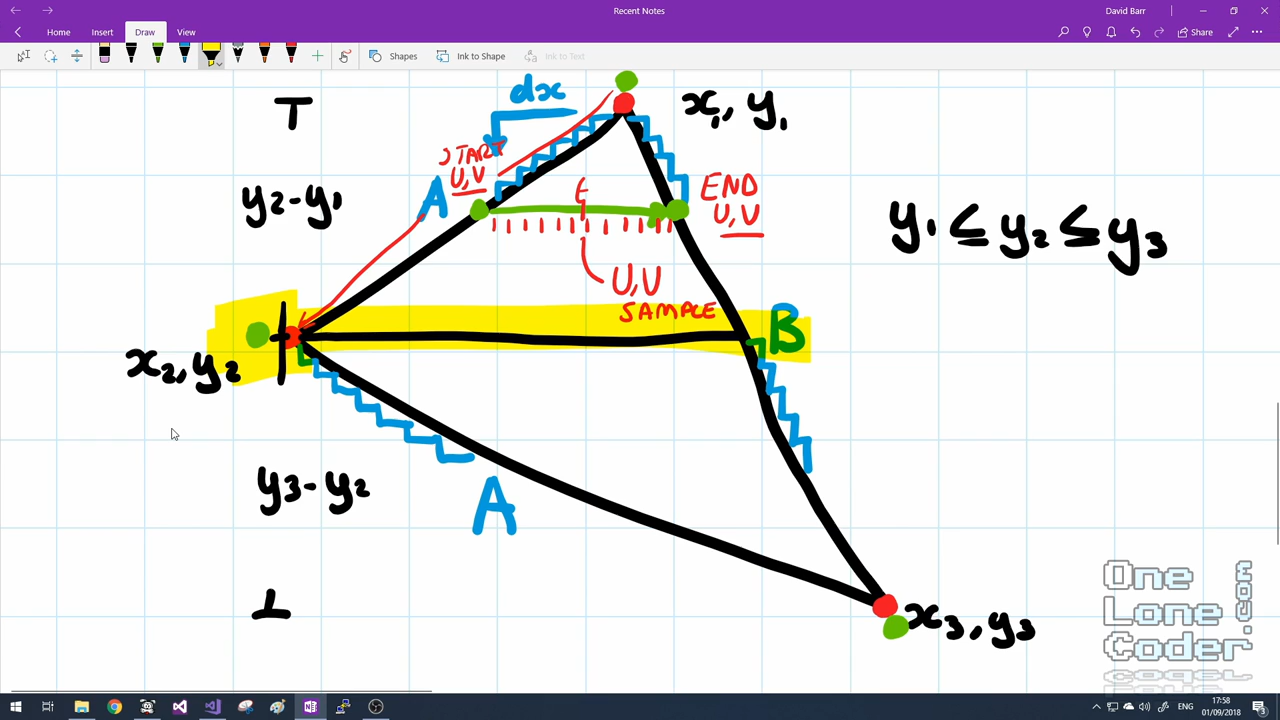 Recent Notes
David Barr
Home Insert Draw View
Share
Shapes
Ink to Shape
Ink to Text
T
dx
x1, y1
START
U,V
A
END
U,V
y2-y1
t
y1 ≤ y2 ≤ y3
U,V
SAMPLE
B
x2, y2
y3-y2
A
⊥
x3, y3
One
Lone
Coder
.com
ENG
17:58
01/09/2018
3